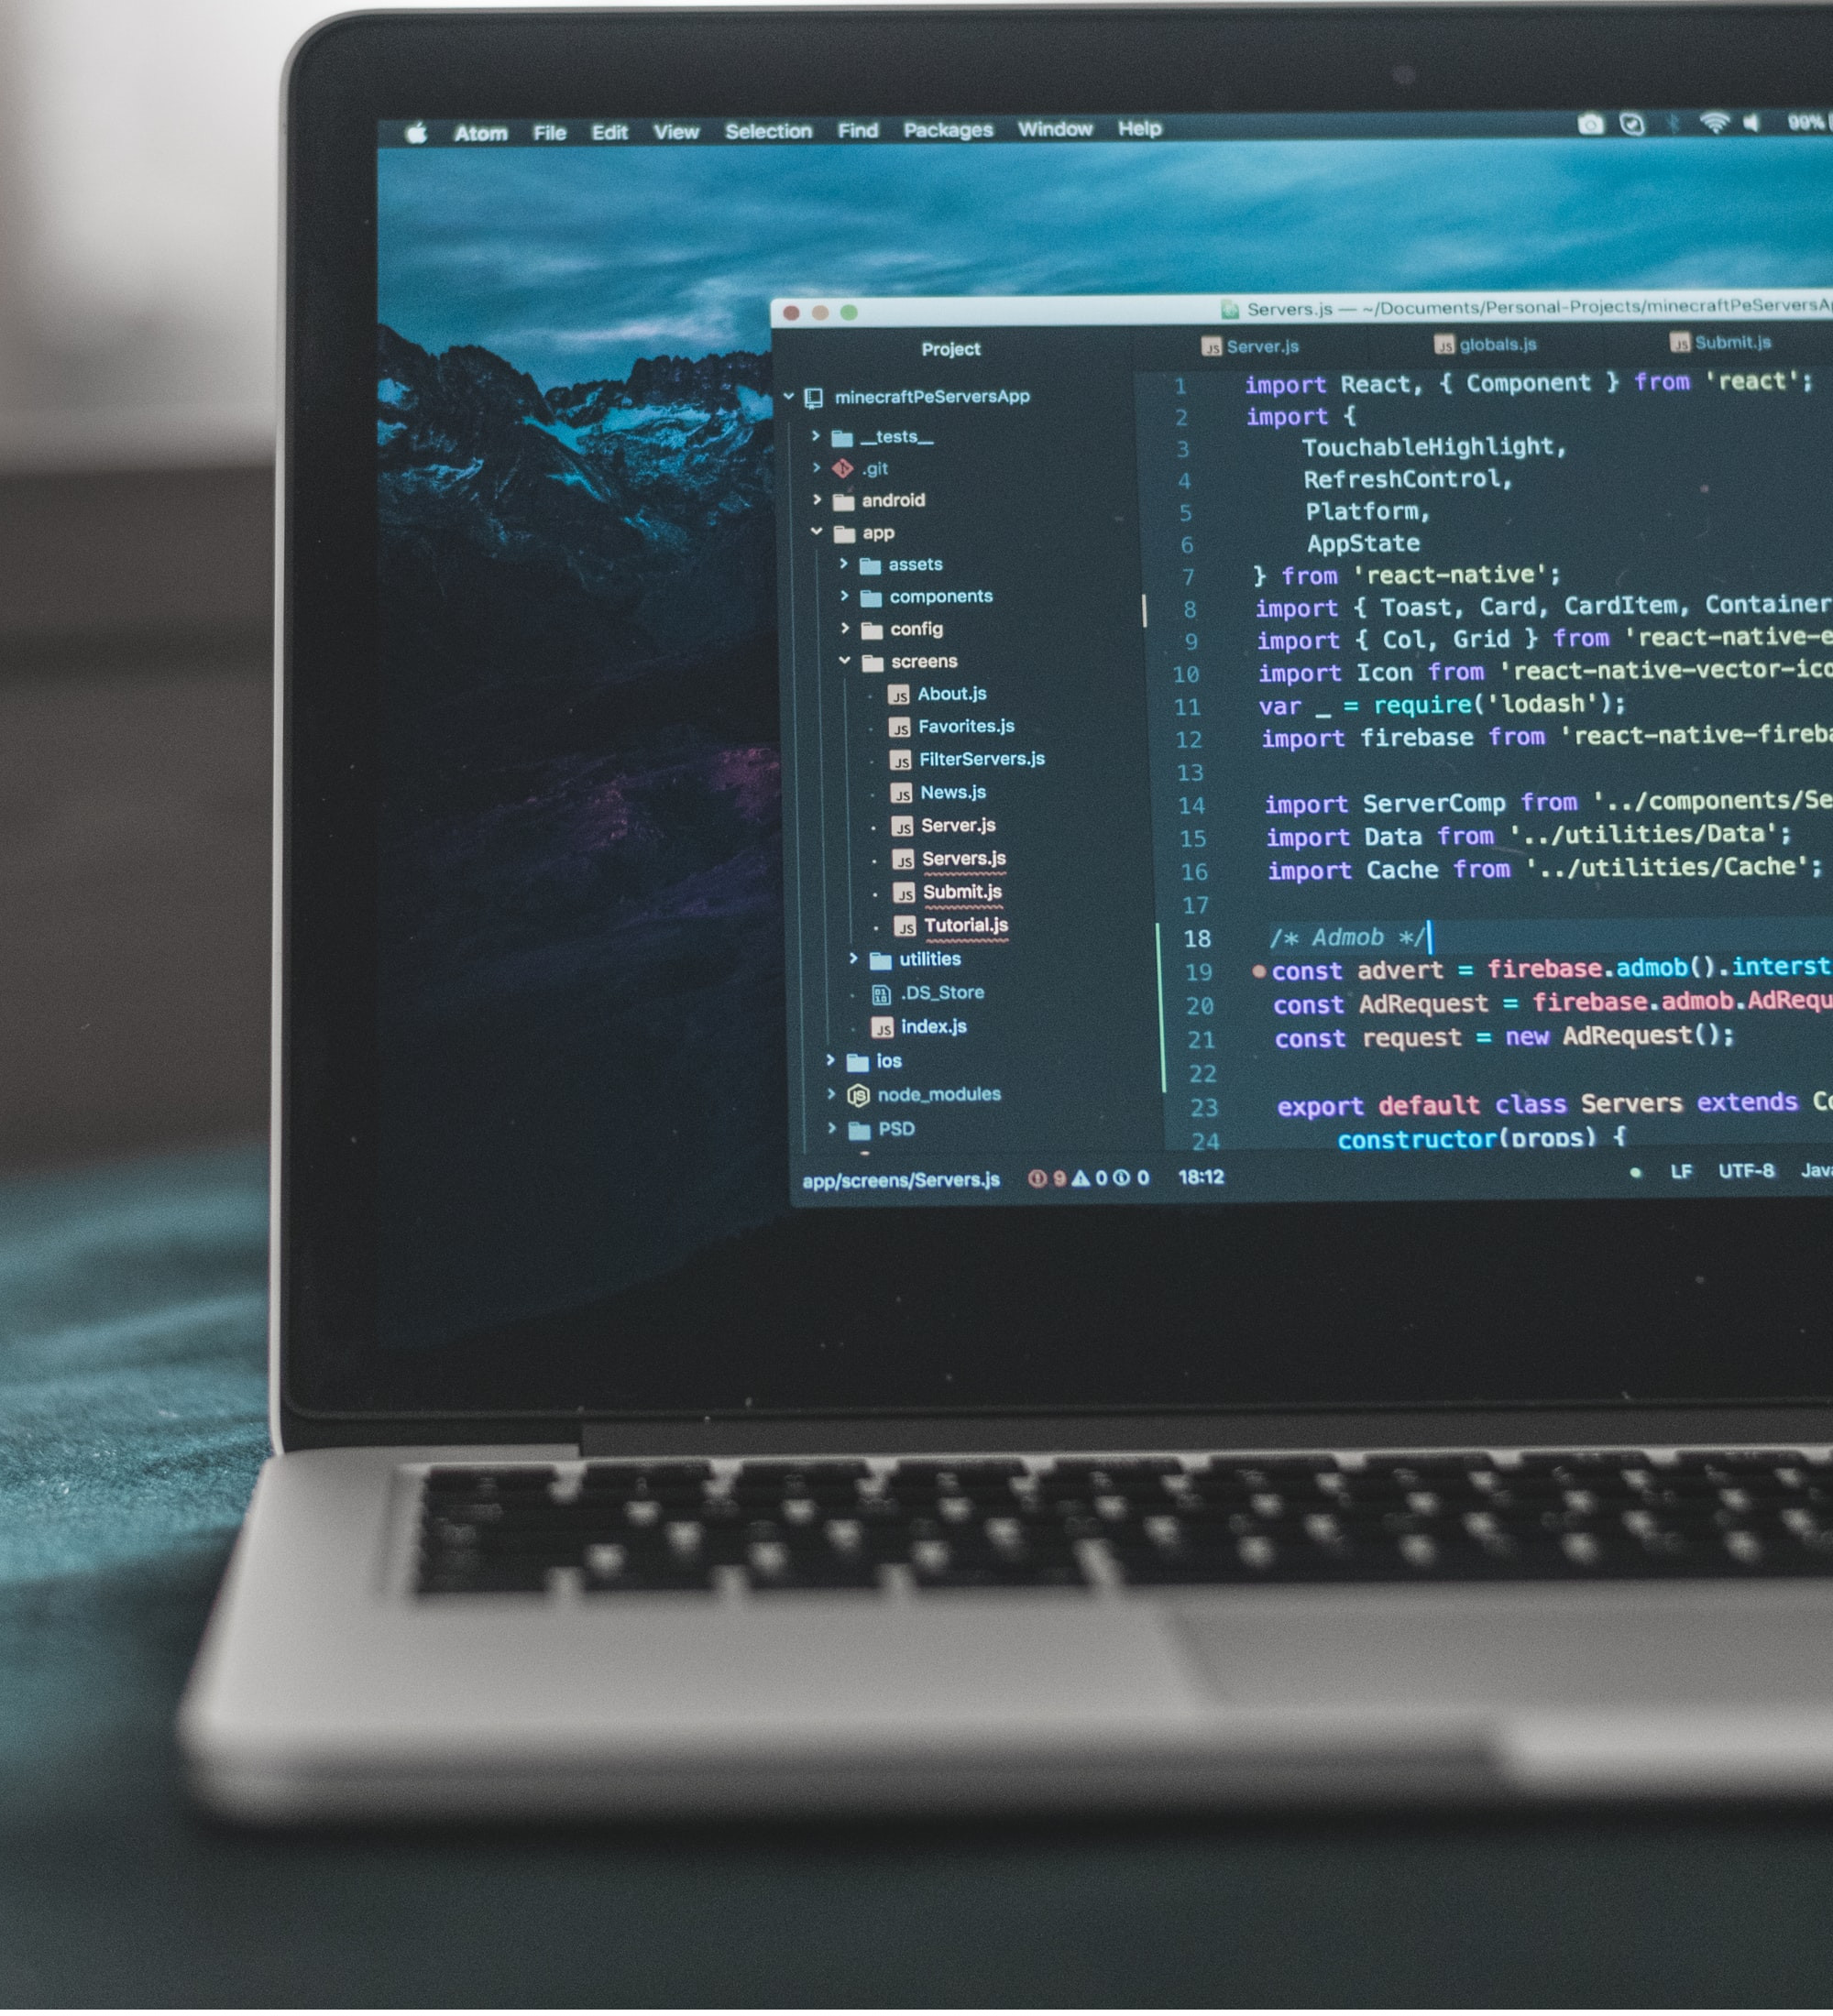 Atom File Edit View Selection Find Packages Window Help 99%
Servers.js — ~/Documents/Personal-Projects/minecraftPeServersAp
Project
minecraftPeServersApp
__tests__
.git
android
app
assets
components
config
screens
About.js
Favorites.js
FilterServers.js
News.js
Server.js
Servers.js
Submit.js
Tutorial.js
utilities
.DS_Store
index.js
ios
node_modules
PSD
Server.js globals.js Submit.js
1 import React, { Component } from 'react';
2 import {
3 TouchableHighlight,
4 RefreshControl,
5 Platform,
6 AppState
7 } from 'react-native';
8 import { Toast, Card, CardItem, Container
9 import { Col, Grid } from 'react-native-e
10 import Icon from 'react-native-vector-ico
11 var _ = require('lodash');
12 import firebase from 'react-native-fireba
13
14 import ServerComp from '../components/Se
15 import Data from '../utilities/Data';
16 import Cache from '../utilities/Cache';
17
18 /* Admob */
19 const advert = firebase.admob().interst
20 const AdRequest = firebase.admob.AdRequ
21 const request = new AdRequest();
22
23 export default class Servers extends Co
24 constructor(props) {
app/screens/Servers.js 9 0 0 18:12 LF UTF-8 Java